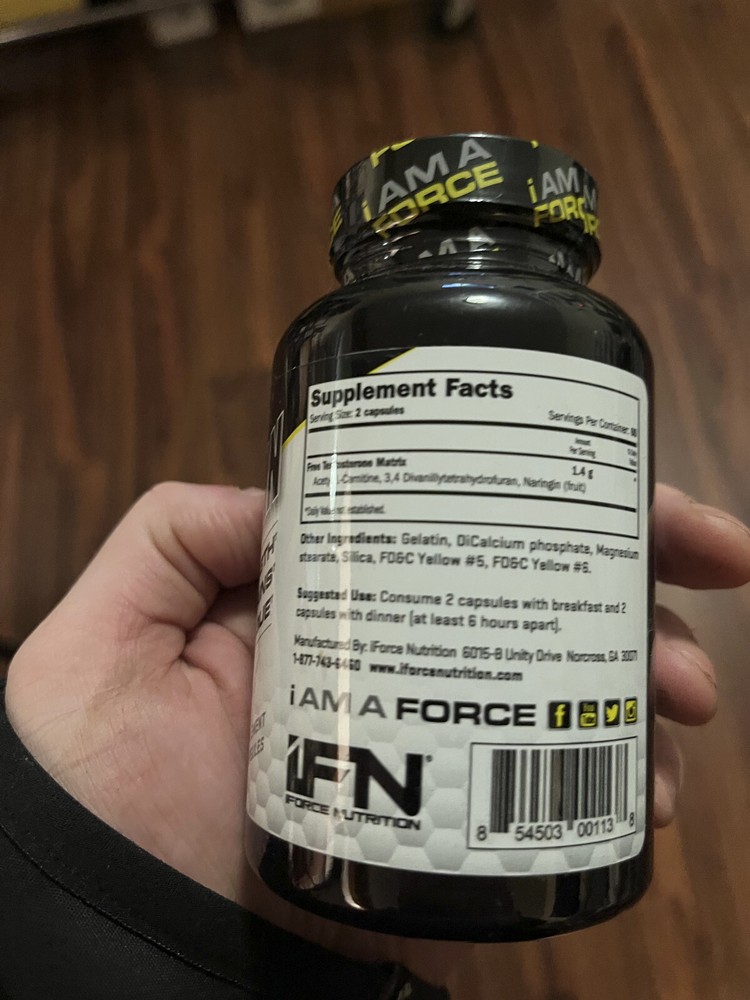 i AM A
FORCE
i AM
FORCE
Supplement Facts
Serving Size: 2 capsules
Servings Per Container:
Amount
Per Serving
Free Testosterone Matrix
1.4 g
*
Acetyl L-Carnitine, 3,4 Divanillytetrahydrofuran, Naringin (fruit)
*Daily Value not established.
Other Ingredients: Gelatin, DiCalcium phosphate, Magnesium
stearate, Silica, FD&C Yellow #5, FD&C Yellow #6.
Suggested Use: Consume 2 capsules with breakfast and 2
capsules with dinner (at least 6 hours apart).
Manufactured By: iForce Nutrition 6015-B Unity Drive Norcross, GA 30071
1-877-743-6460 www.iforcenutrition.com
i AM A FORCE
You
Tube
iFN®
IFORCE NUTRITION
8 54503 00113 8